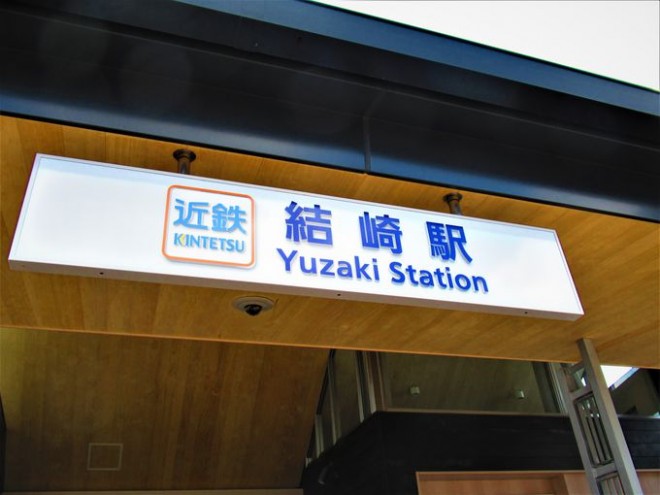 近鉄
KINTETSU
結崎駅
Yuzaki Station